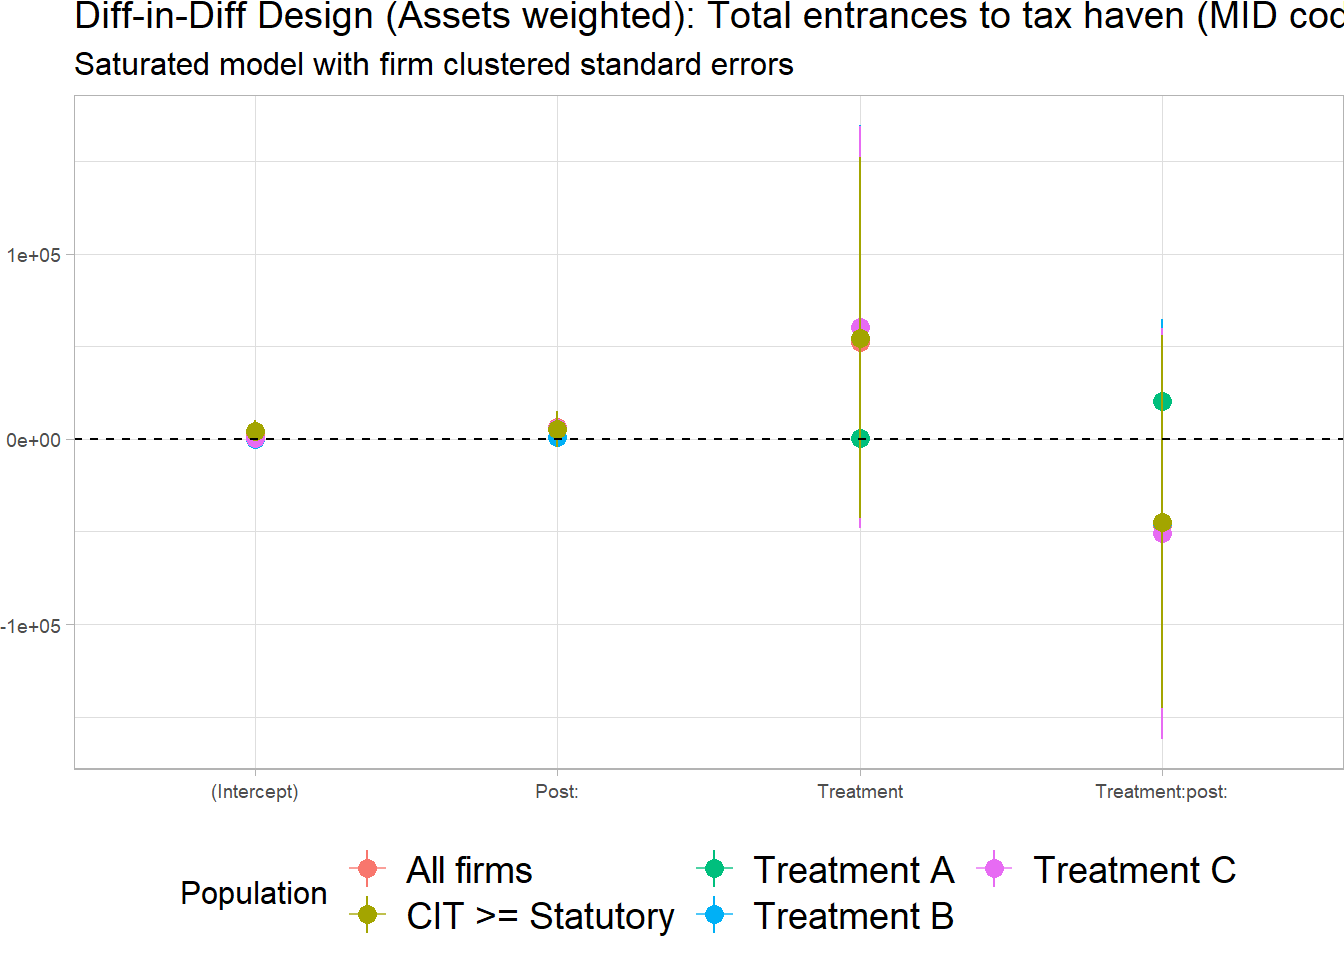 Diff-in-Diff Design (Assets weighted): Total entrances to tax haven (MID cod
Saturated model with firm clustered standard errors
1e+05
0e+00
-1e+05
(Intercept) Post: Treatment Treatment:post:
Population
All firms Treatment A Treatment C
CIT >= Statutory Treatment B